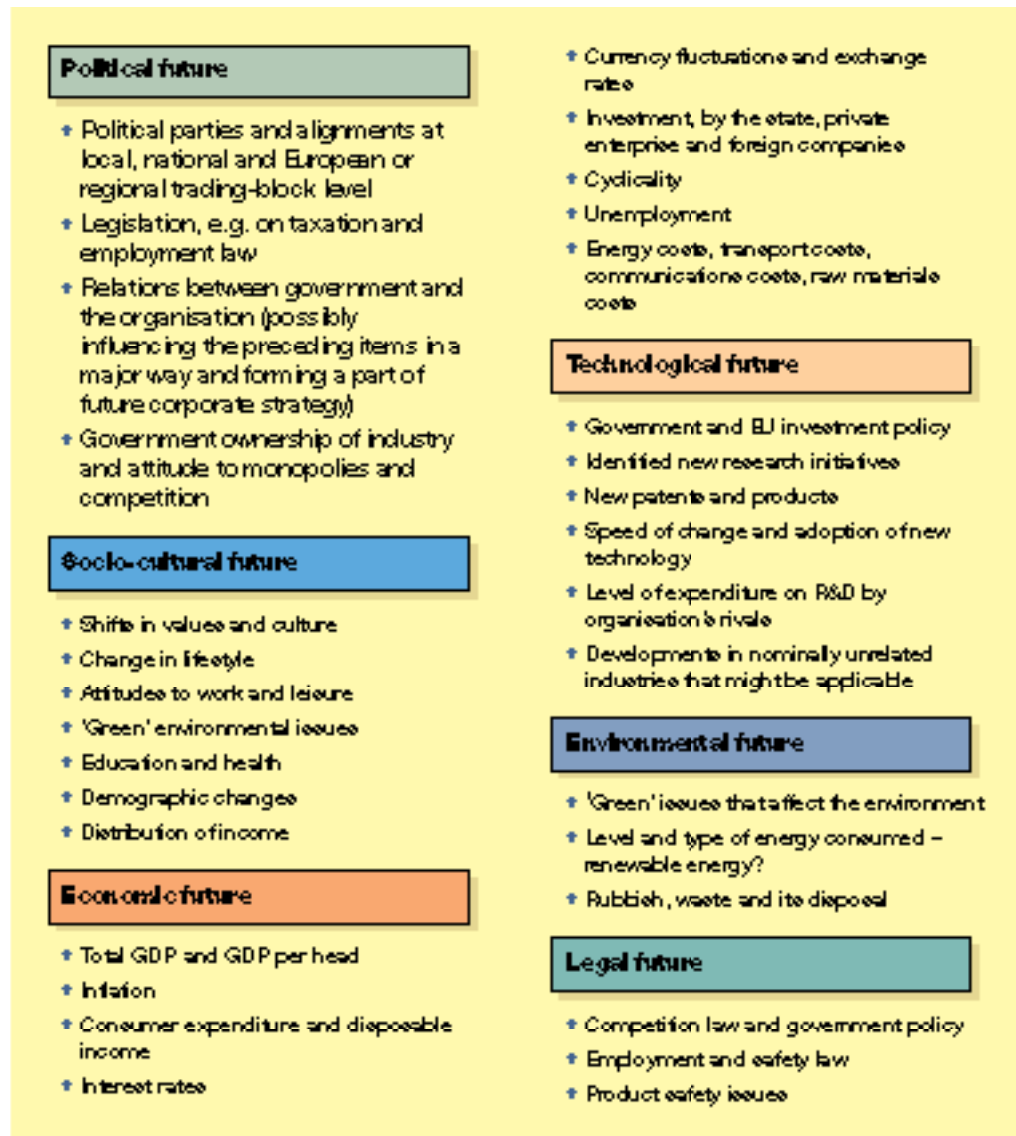 Political future
Political parties and alignments at
local, national and European or
regional trading-block level
Legislation, e.g. on taxation and
employment law
Relations between government and
the organisation (possibly
influencing the preceding items in a
major way and forming a part of
future corporate strategy)
Government ownership of industry
and attitude to monopolies and
competition
Socio-cultural future
Shifts in values and culture
Change in lifestyle
Attitudes to work and leisure
'Green' environmental issues
Education and health
Demographic changes
Distribution of income
Economic future
Total GDP and GDP per head
Inflation
Consumer expenditure and disposable
income
Interest rates
Currency fluctuations and exchange
rates
Investment, by the state, private
enterprise and foreign companies
Cyclicality
Unemployment
Energy costs, transport costs,
communications costs, raw materials
costs
Technological future
Government and EU investment policy
Identified new research initiatives
New patents and products
Speed of change and adoption of new
technology
Level of expenditure on R&D by
organisation's rivals
Developments in nominally unrelated
industries that might be applicable
Environmental future
'Green' issues that affect the environment
Level and type of energy consumed –
renewable energy?
Rubbish, waste and its disposal
Legal future
Competition law and government policy
Employment and safety law
Product safety issues